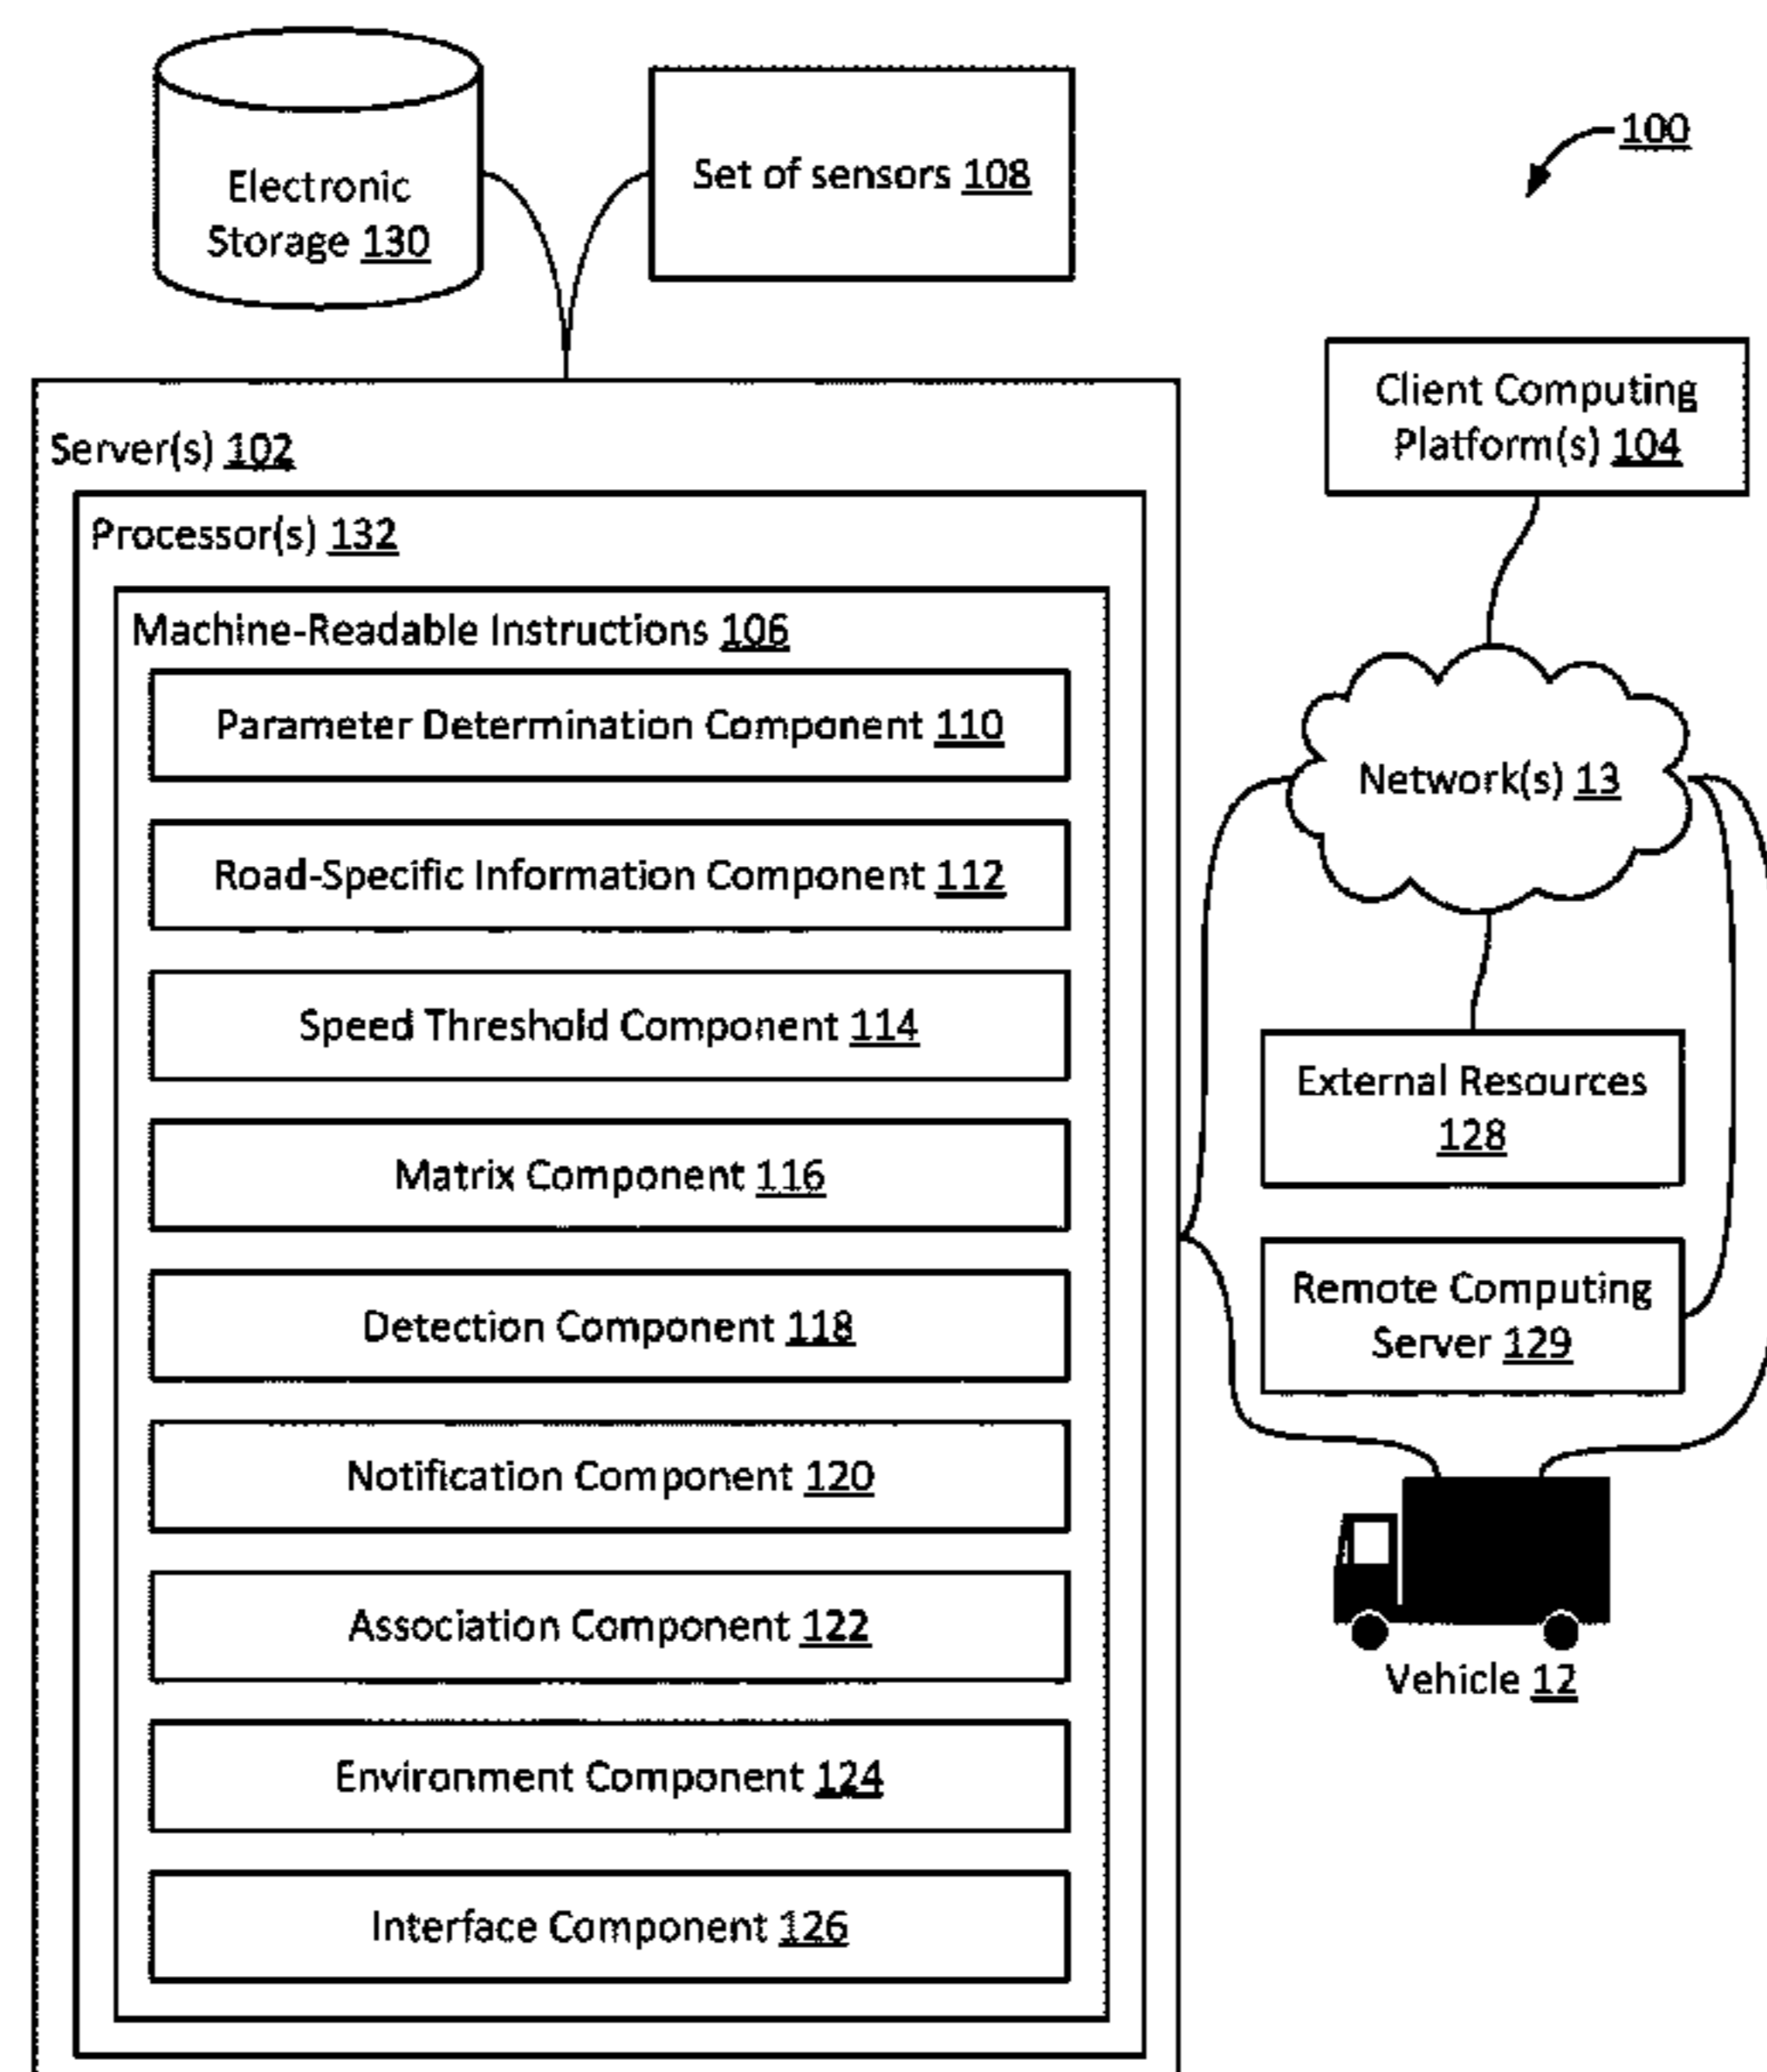 Electronic
Storage 130
Set of sensors 108
100
Server(s) 102
Processor(s) 132
Machine-Readable Instructions 106
Parameter Determination Component 110
Road-Specific Information Component 112
Speed Threshold Component 114
Matrix Component 116
Detection Component 118
Notification Component 120
Association Component 122
Environment Component 124
Interface Component 126
Client Computing
Platform(s) 104
Network(s) 13
External Resources
128
Remote Computing
Server 129
Vehicle 12